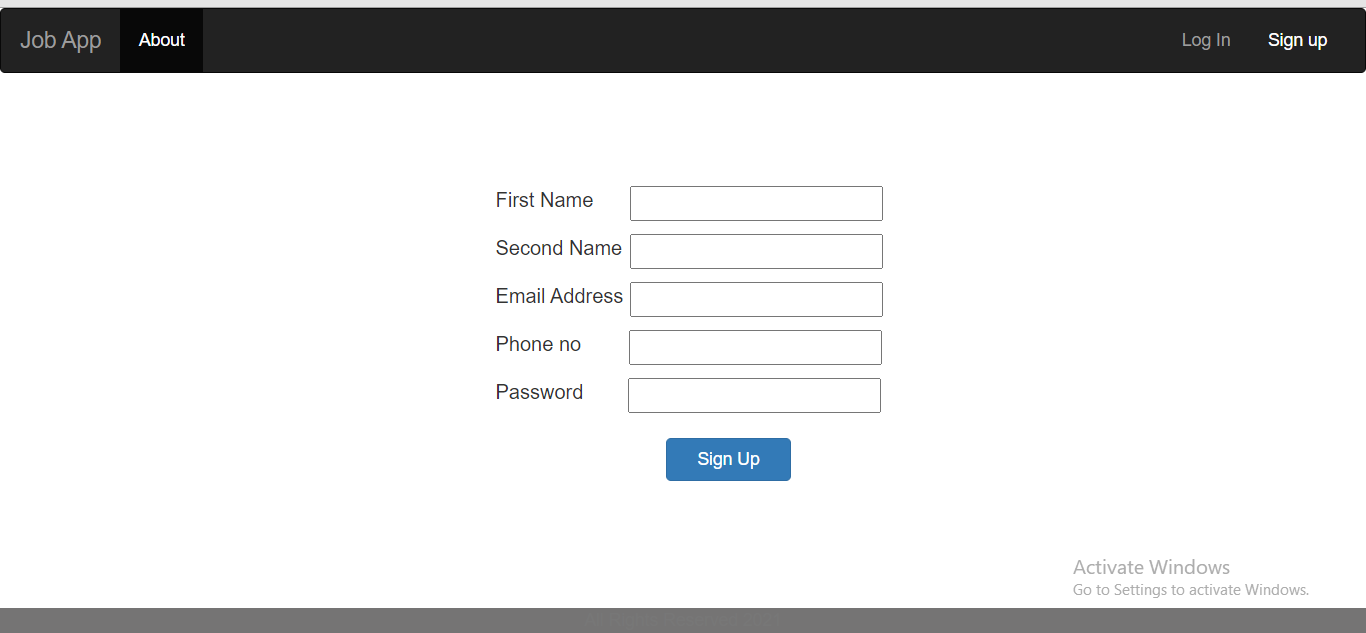 Job App About Log In Sign up
First Name
Second Name
Email Address
Phone no
Password
Sign Up
Activate Windows
Go to Settings to activate Windows.